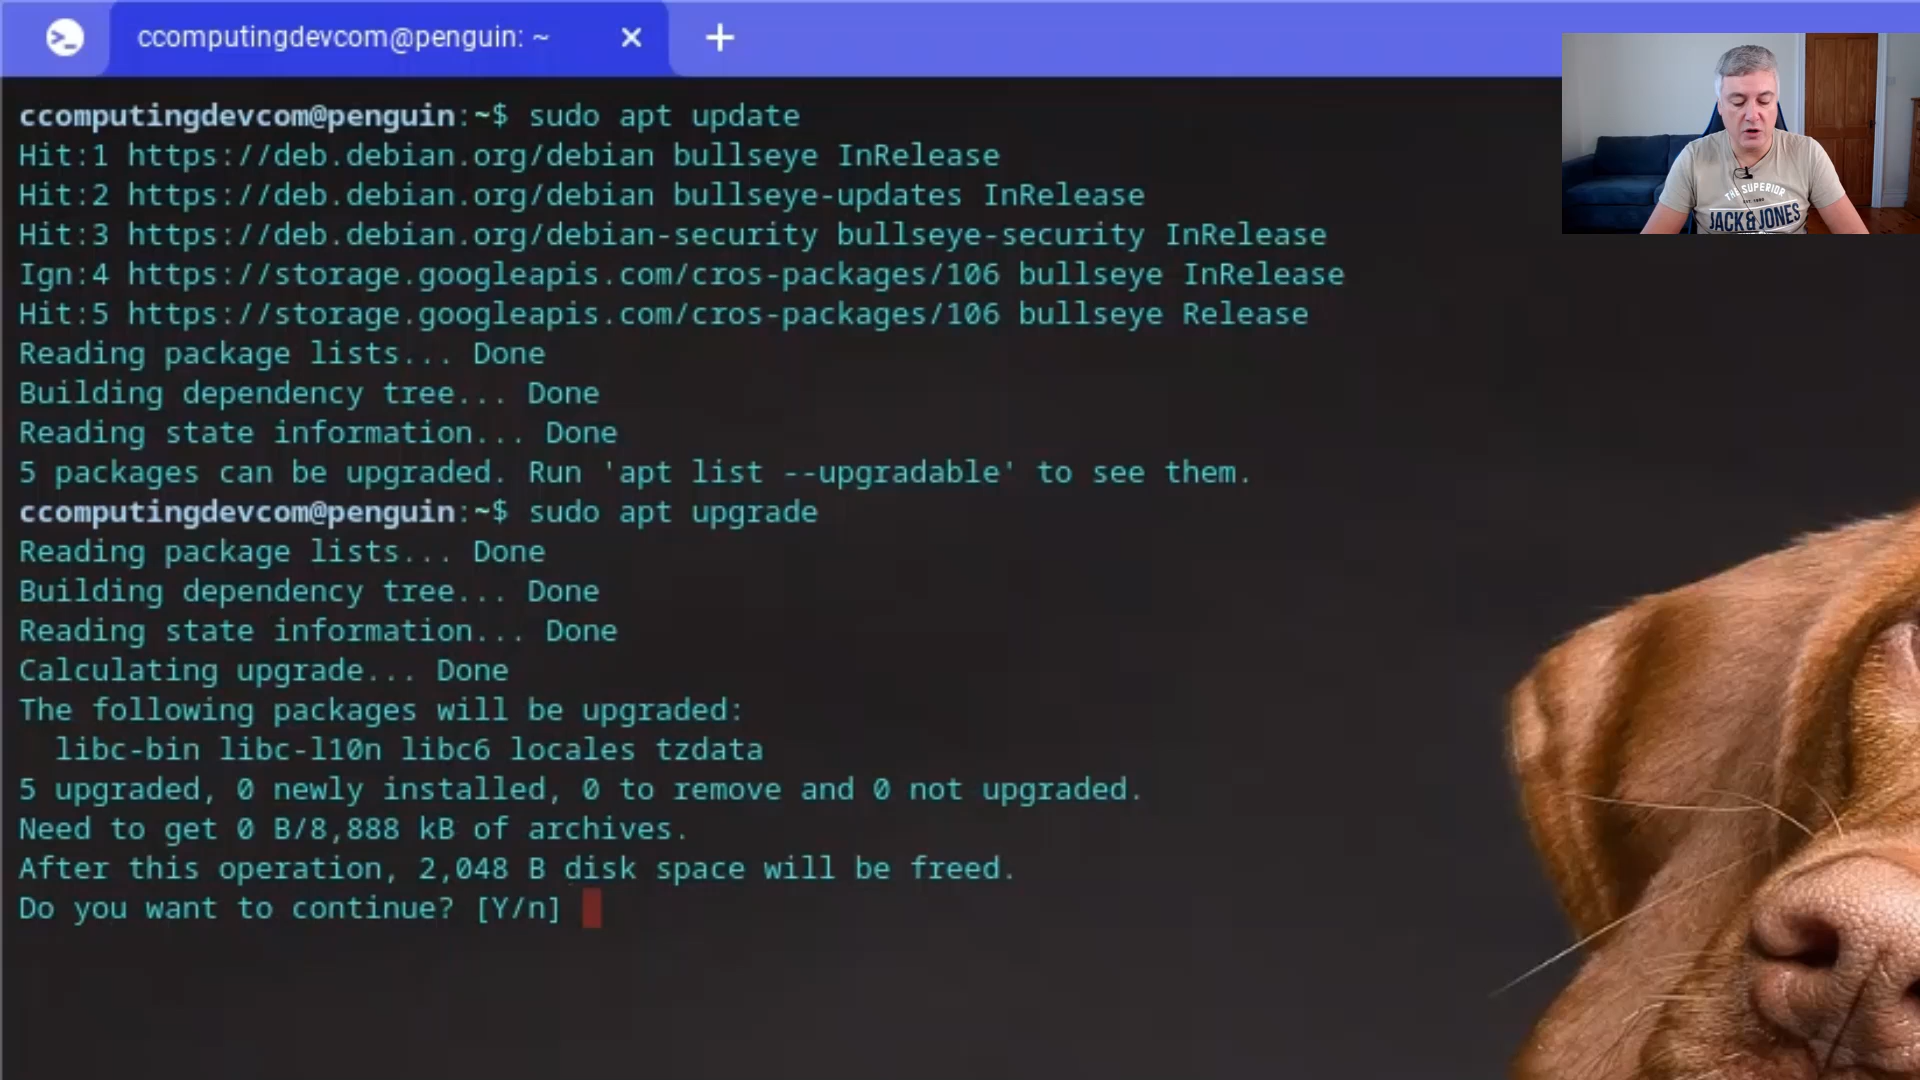 ccomputingdevcom@penguin: ~
ccomputingdevcom@penguin:~$ sudo apt update
Hit:1 https://deb.debian.org/debian bullseye InRelease
Hit:2 https://deb.debian.org/debian bullseye-updates InRelease
Hit:3 https://deb.debian.org/debian-security bullseye-security InRelease
Ign:4 https://storage.googleapis.com/cros-packages/106 bullseye InRelease
Hit:5 https://storage.googleapis.com/cros-packages/106 bullseye Release
Reading package lists... Done
Building dependency tree... Done
Reading state information... Done
5 packages can be upgraded. Run 'apt list --upgradable' to see them.
ccomputingdevcom@penguin:~$ sudo apt upgrade
Reading package lists... Done
Building dependency tree... Done
Reading state information... Done
Calculating upgrade... Done
The following packages will be upgraded:
  libc-bin libc-l10n libc6 locales tzdata
5 upgraded, 0 newly installed, 0 to remove and 0 not upgraded.
Need to get 0 B/8,888 kB of archives.
After this operation, 2,048 B disk space will be freed.
Do you want to continue? [Y/n]
THE SUPERIOR
JACK&JONES